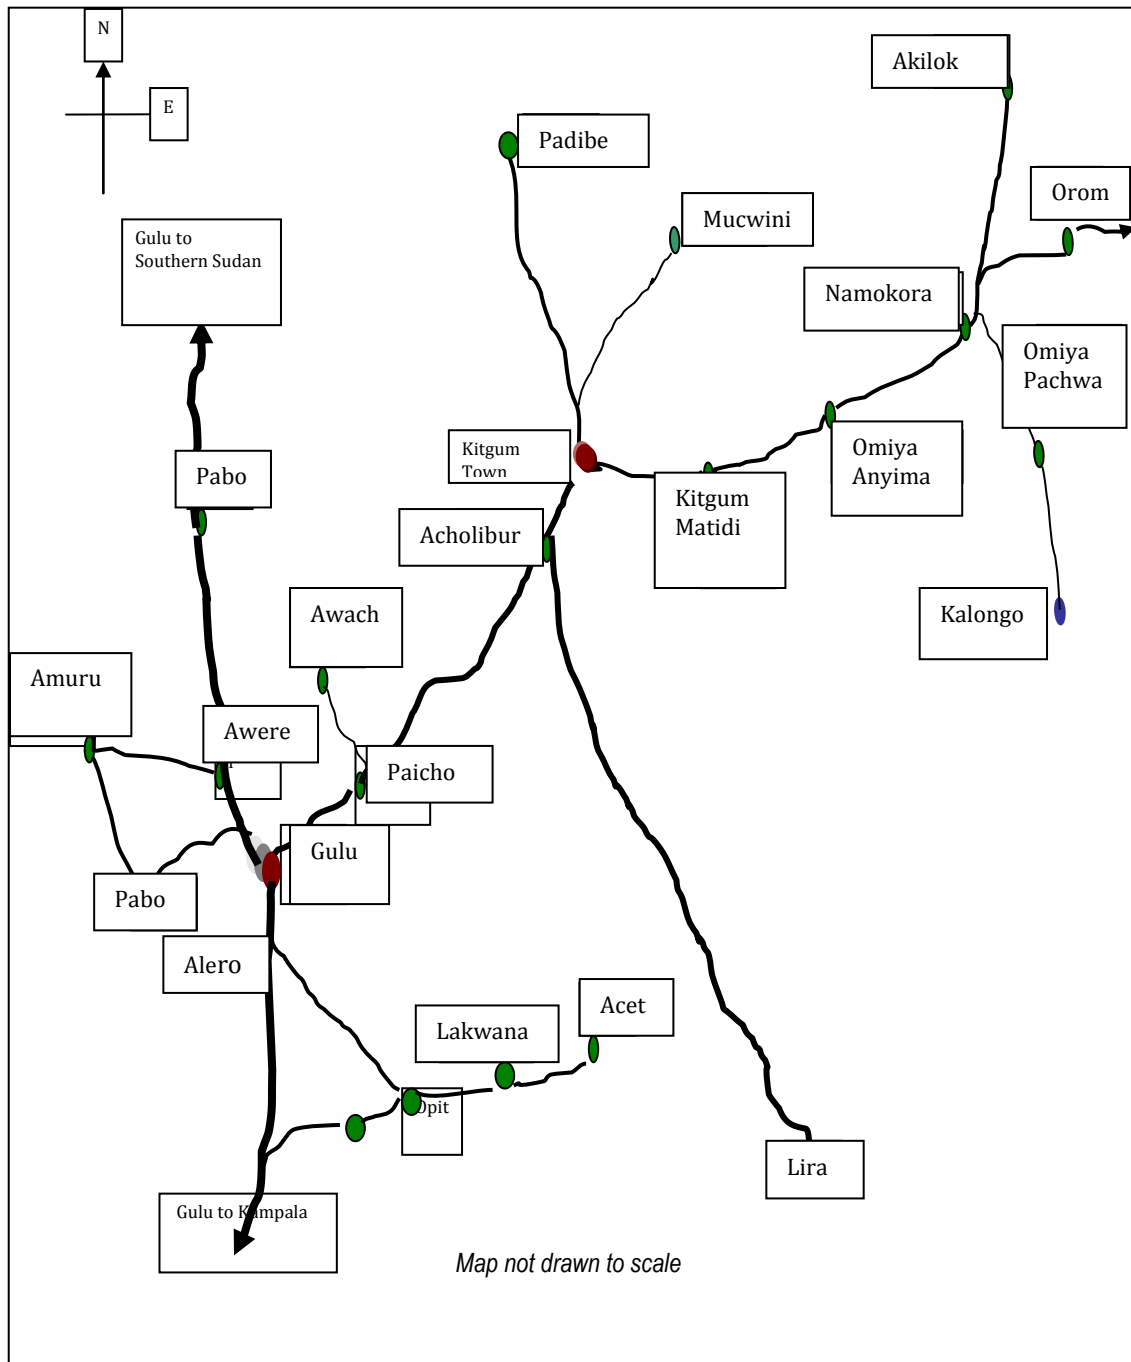 N
Akilok
E
Padibe
Orom
Mucwini
Gulu to
Southern Sudan
Namokora
Omiya
Pachwa
Kitgum
Town
Omiya
Anyima
Pabo
Kitgum
Matidi
Acholibur
Awach
Kalongo
Amuru
Awere
Paicho
Gulu
Pabo
Alero
Acet
Lakwana
Opit
Lira
Gulu to Kampala
Map not drawn to scale